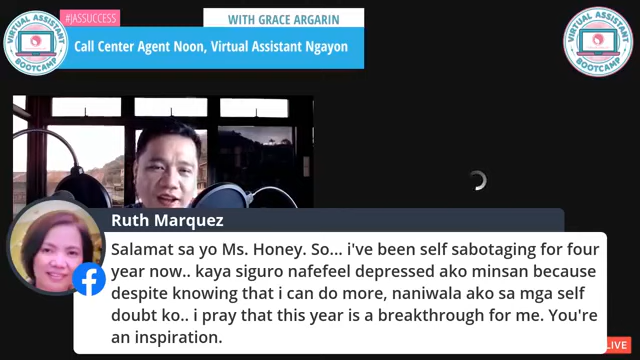 #JASSUCCESS
WITH GRACE ARGARIN
Call Center Agent Noon, Virtual Assistant Ngayon
VIRTUAL ASSISTANT
BOOTCAMP
VIRTUAL ASSISTANT
BOOTCAMP
Ruth Marquez
Salamat sa yo Ms. Honey. So... i've been self sabotaging for four
year now.. kaya siguro nafefeel depressed ako minsan because
despite knowing that i can do more, naniwala ako sa mga self
doubt ko.. i pray that this year is a breakthrough for me. You're
an inspiration.
LIVE